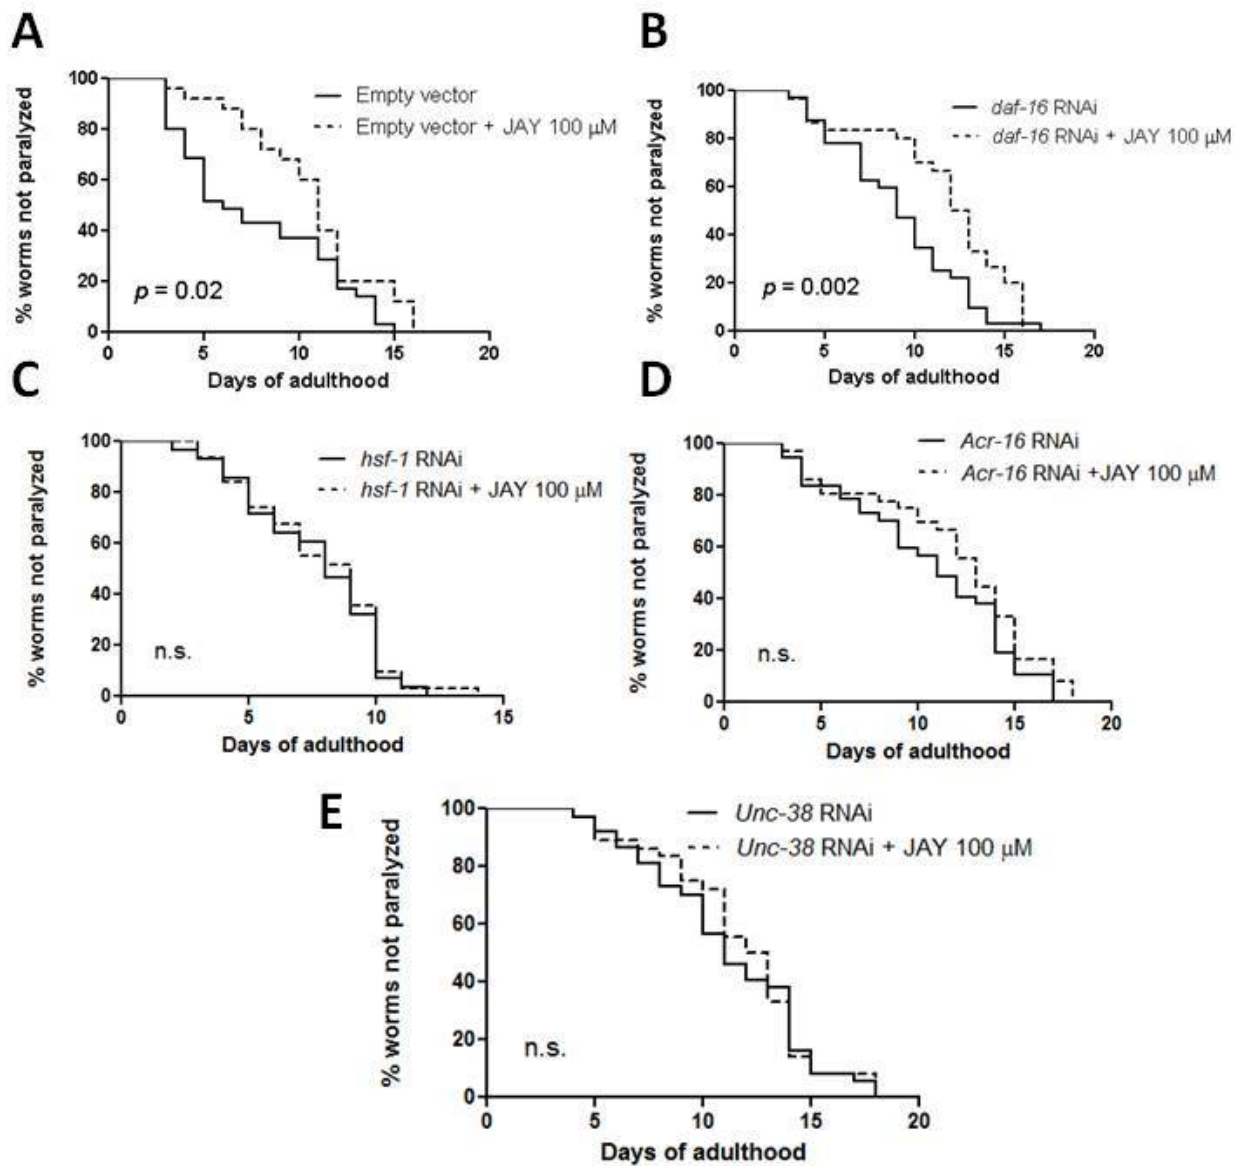 A
B
100
80
60
40
20
0
% worms not paralyzed
Empty vector
Empty vector + JAY 100 μM
p = 0.02
0 5 10 15 20
Days of adulthood
100
80
60
40
20
0
% worms not paralyzed
daf-16 RNAi
daf-16 RNAi + JAY 100 μM
p = 0.002
0 5 10 15 20
Days of adulthood
C
D
100
80
60
40
20
0
% worms not paralyzed
hsf-1 RNAi
hsf-1 RNAi + JAY 100 μM
n.s.
0 5 10 15
Days of adulthood
100
80
60
40
20
0
% worms not paralyzed
Acr-16 RNAi
Acr-16 RNAi +JAY 100 μM
n.s.
0 5 10 15 20
Days of adulthood
E
100
80
60
40
20
0
% worms not paralyzed
Unc-38 RNAi
Unc-38 RNAi + JAY 100 μM
n.s.
0 5 10 15 20
Days of adulthood